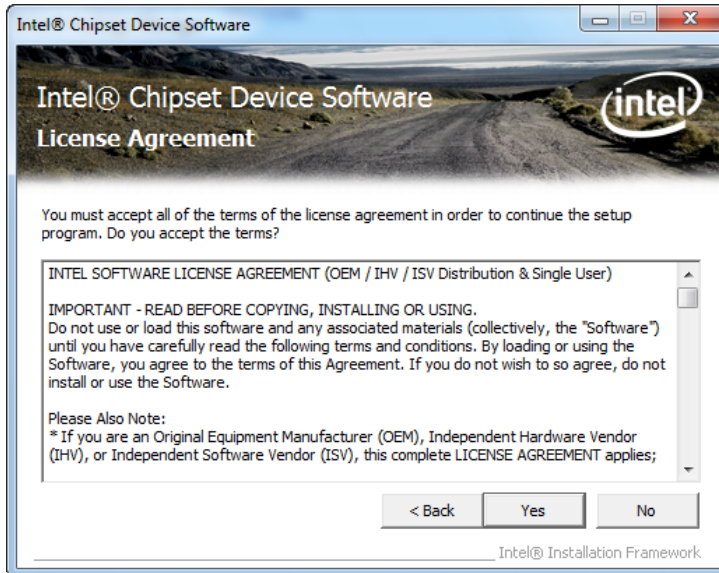 Intel® Chipset Device Software
Intel® Chipset Device Software
intel
License Agreement
You must accept all of the terms of the license agreement in order to continue the setup
program. Do you accept the terms?
INTEL SOFTWARE LICENSE AGREEMENT (OEM / IHV / ISV Distribution & Single User)
IMPORTANT - READ BEFORE COPYING, INSTALLING OR USING.
Do not use or load this software and any associated materials (collectively, the "Software")
until you have carefully read the following terms and conditions. By loading or using the
Software, you agree to the terms of this Agreement. If you do not wish to so agree, do not
install or use the Software.
Please Also Note:
* If you are an Original Equipment Manufacturer (OEM), Independent Hardware Vendor
(IHV), or Independent Software Vendor (ISV), this complete LICENSE AGREEMENT applies;
< Back
Yes
No
Intel® Installation Framework